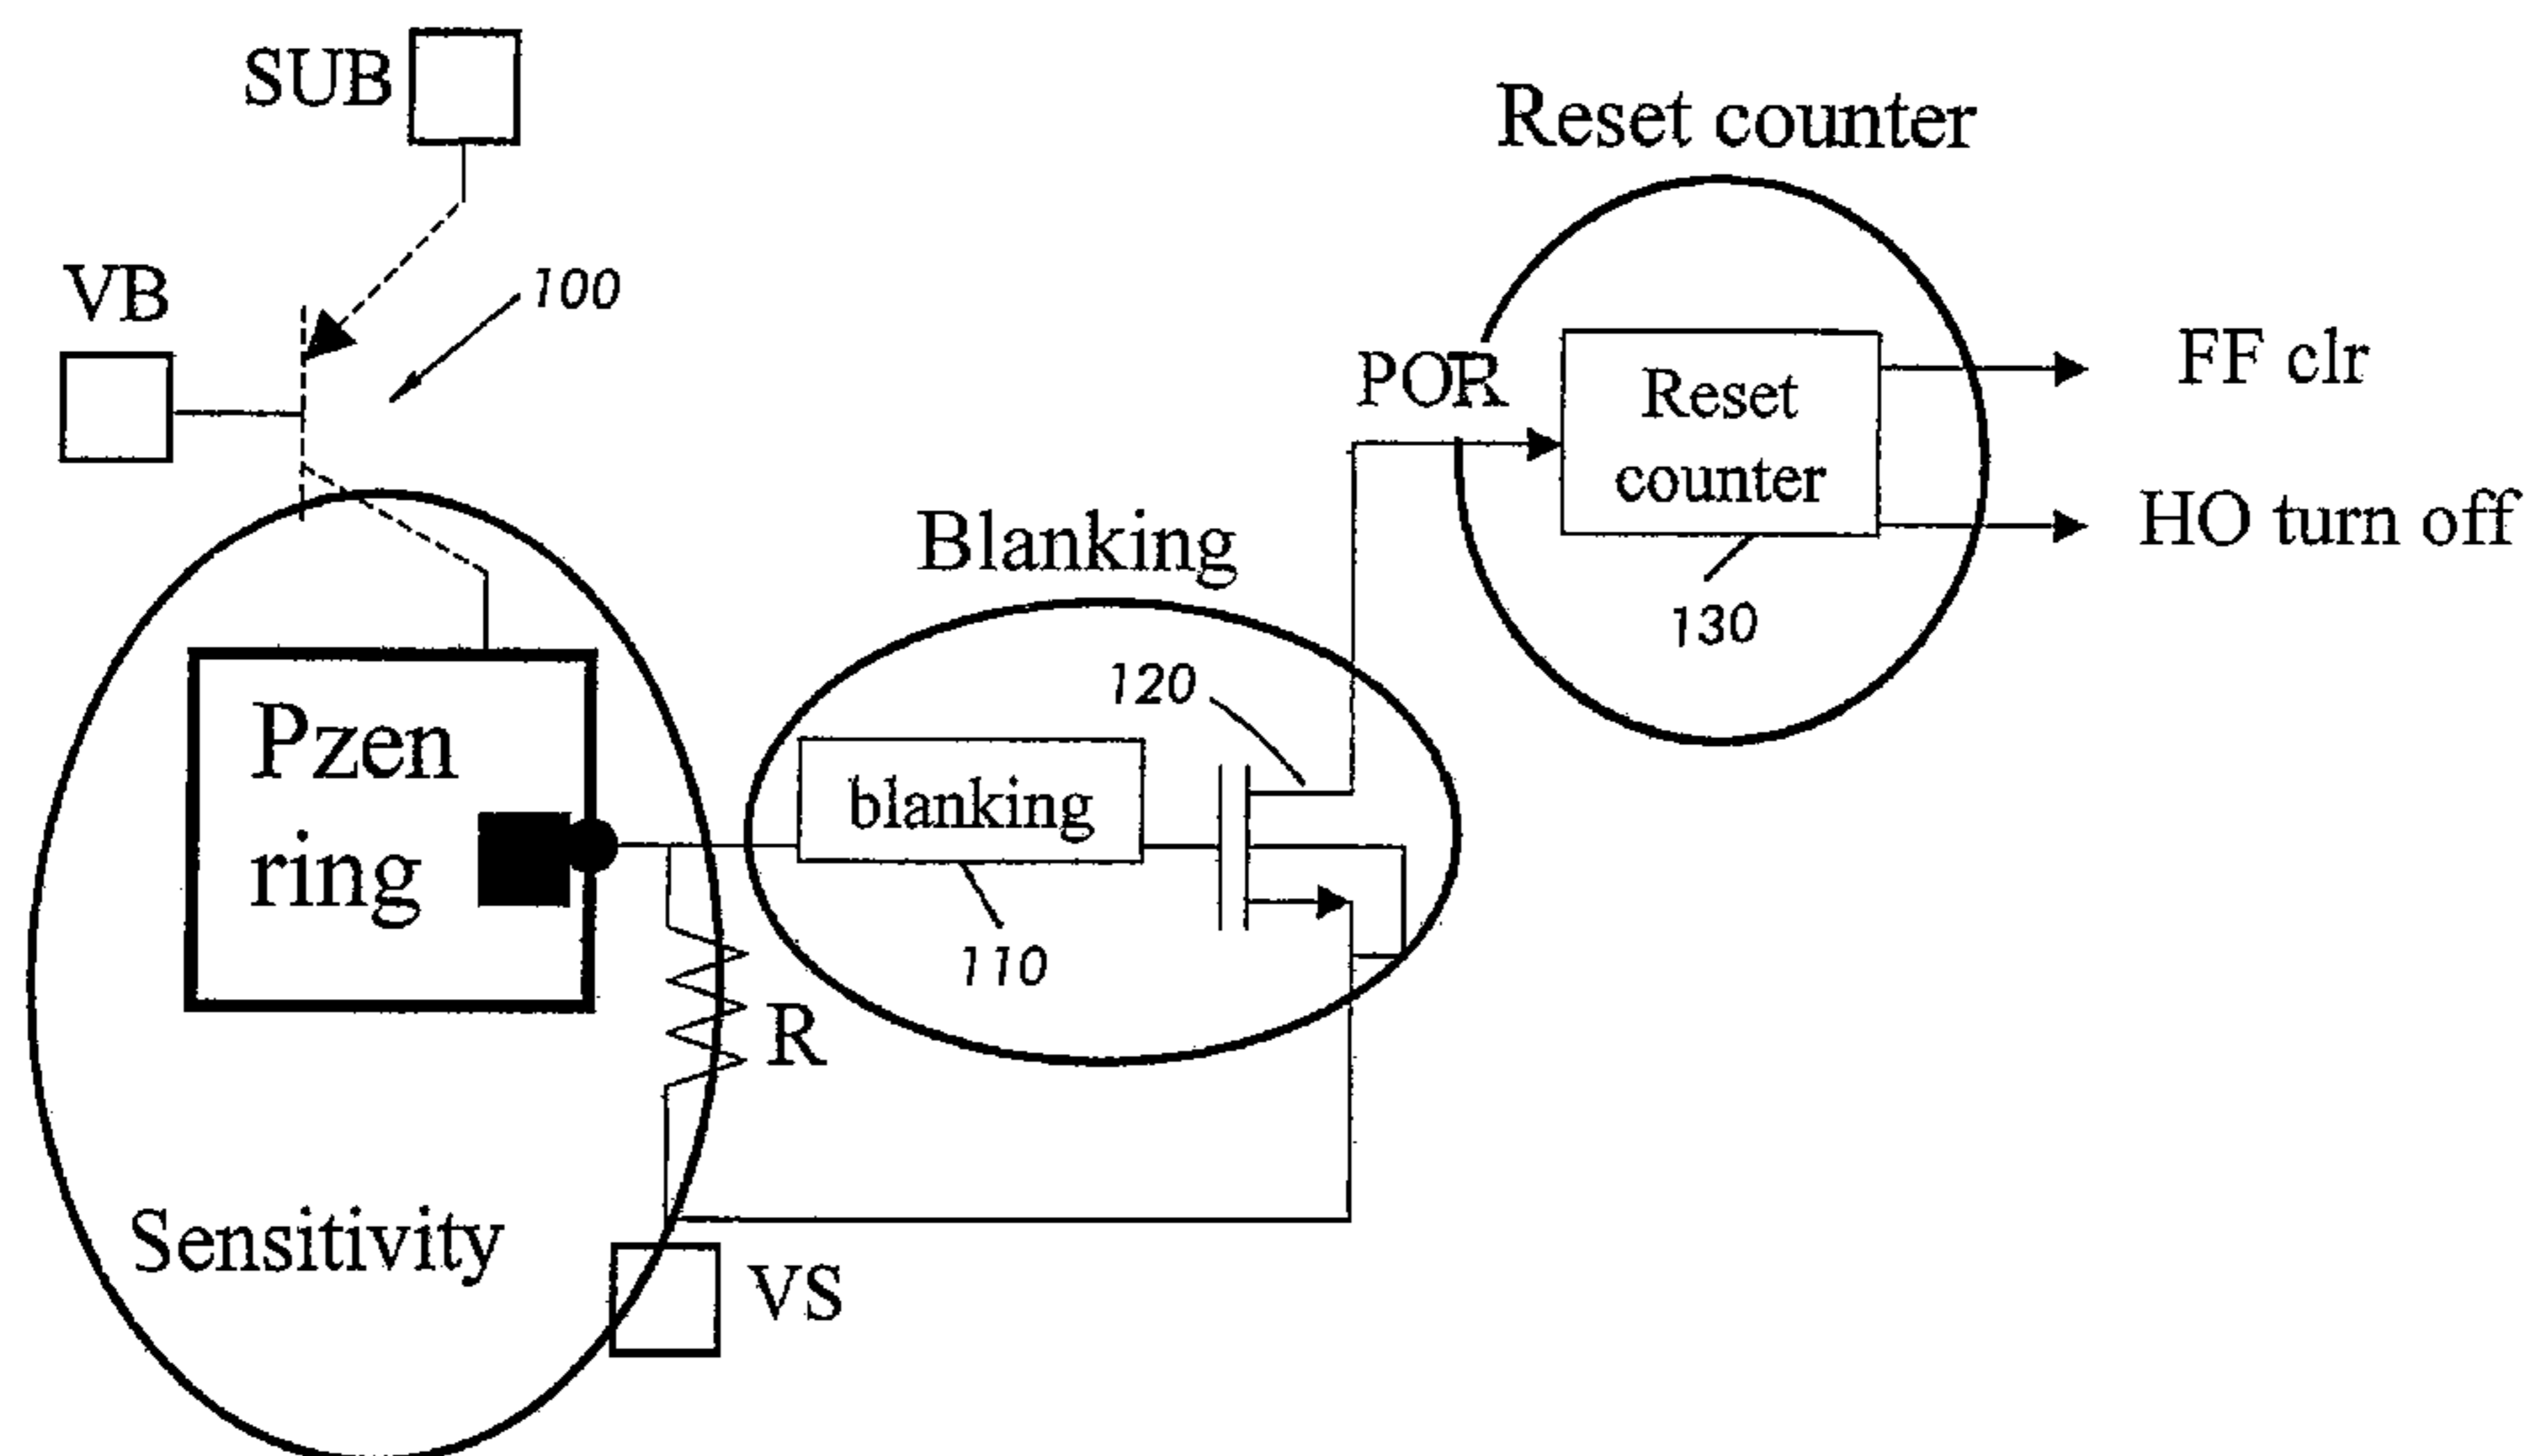 SUB
Reset counter
VB
100
POR
Reset
counter
FF clr
HO turn off
Blanking
130
120
Pzen
ring
blanking
110
R
Sensitivity
VS